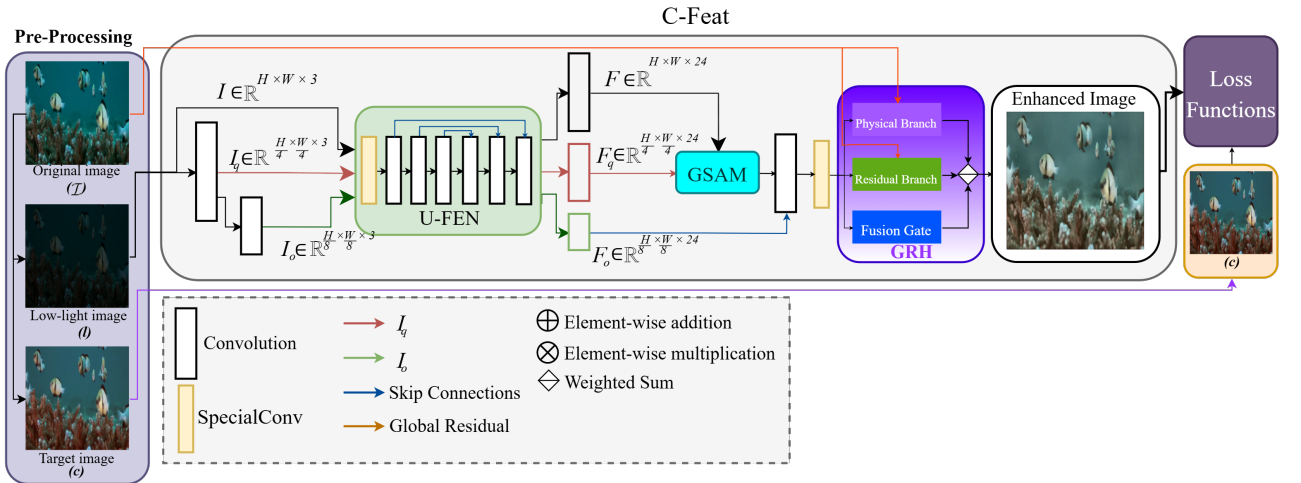 C-Feat
Pre-Processing
Original image
(𝓘)
Low-light image
(l)
Target image
(c)
I∈ℝ^{H×W×3}
I_q∈ℝ^{H/4×W/4×3}
I_o∈ℝ^{H/8×W/8×3}
U-FEN
F∈ℝ^{H×W×24}
F_q∈ℝ^{H/4×W/4×24}
F_o∈ℝ^{H/8×W/8×24}
GSAM
Physical Branch
Residual Branch
Fusion Gate
GRH
Enhanced Image
Loss
Functions
(c)
Convolution
SpecialConv
I_q
I_o
Skip Connections
Global Residual
Element-wise addition
Element-wise multiplication
Weighted Sum